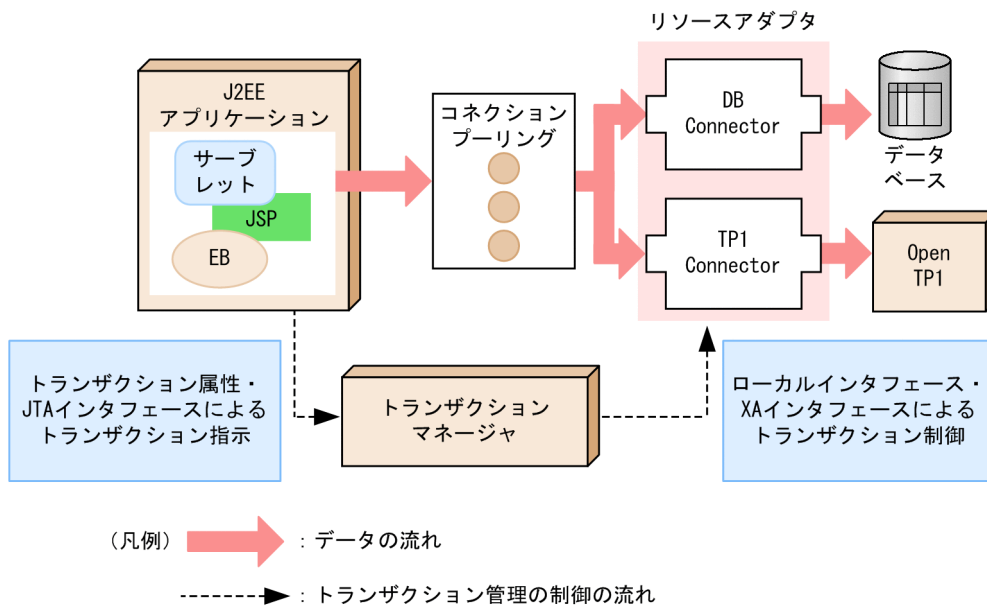 リソースアダプタ
J2EE
アプリケーション
サーブ
レット
JSP
EB
コネクション
プーリング
DB
Connector
データ
ベース
TP1
Connector
Open
TP1
トランザクション属性・
JTAインタフェースによる
トランザクション指示
トランザクション
マネージャ
ローカルインタフェース・
XAインタフェースによる
トランザクション制御
(凡例)
：データの流れ
：トランザクション管理の制御の流れ